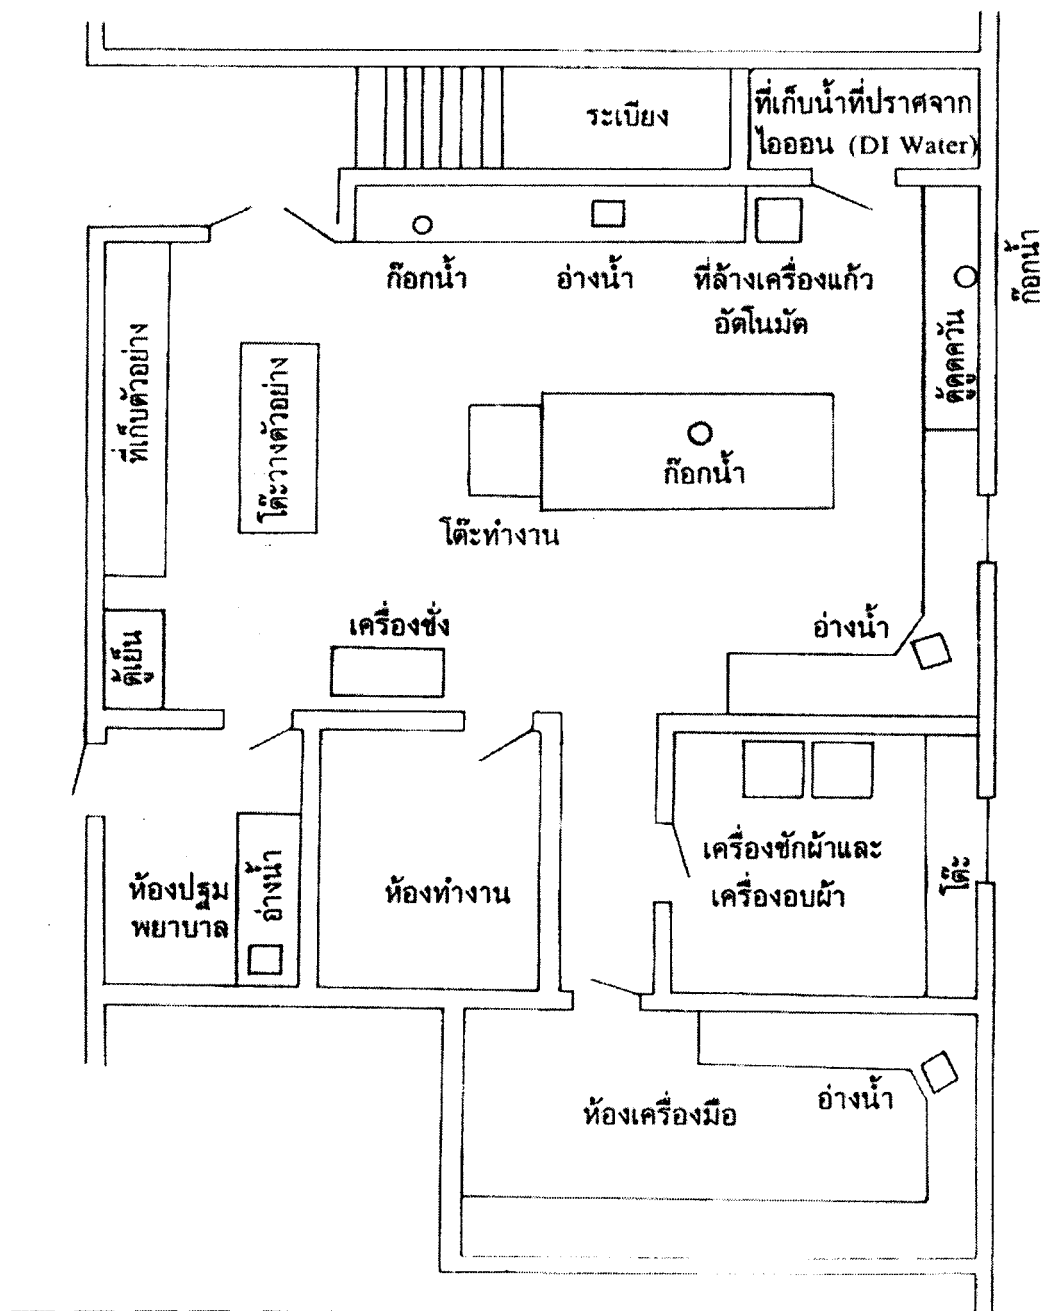 ระเบียง
ที่เก็บน้ำที่ปราศจาก
ไอออน (DI Water)
ก๊อกน้ำ
อ่างน้ำ
ที่ล้างเครื่องแก้ว
อัตโนมัต
ก๊อกน้ำ
ตู้ดูดควัน
ที่เก็บตัวอย่าง
โต๊ะวางตัวอย่าง
ก๊อกน้ำ
โต๊ะทำงาน
ตู้เย็น
เครื่องชั่ง
อ่างน้ำ
ห้องปฐม
พยาบาล
อ่างน้ำ
ห้องทำงาน
เครื่องซักผ้าและ
เครื่องอบผ้า
โต๊ะ
ห้องเครื่องมือ
อ่างน้ำ